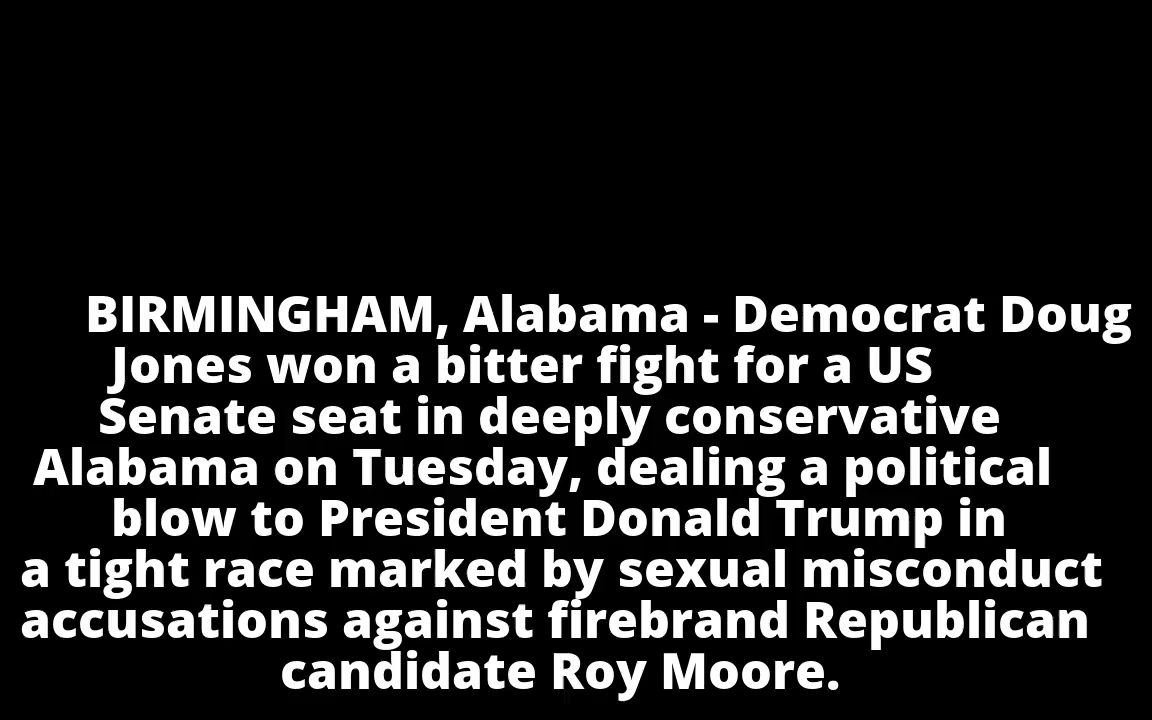 BIRMINGHAM, Alabama - Democrat Doug
Jones won a bitter fight for a US
Senate seat in deeply conservative
Alabama on Tuesday, dealing a political
blow to President Donald Trump in
a tight race marked by sexual misconduct
accusations against firebrand Republican
candidate Roy Moore.